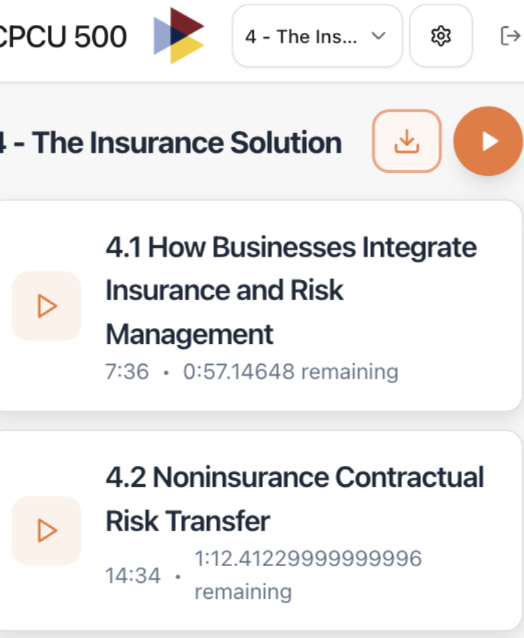 CPCU 500
4 - The Ins...
4 - The Insurance Solution
4.1 How Businesses Integrate
Insurance and Risk
Management
7:36 • 0:57.14648 remaining
4.2 Noninsurance Contractual
Risk Transfer
14:34 • 1:12.41229999999996
remaining